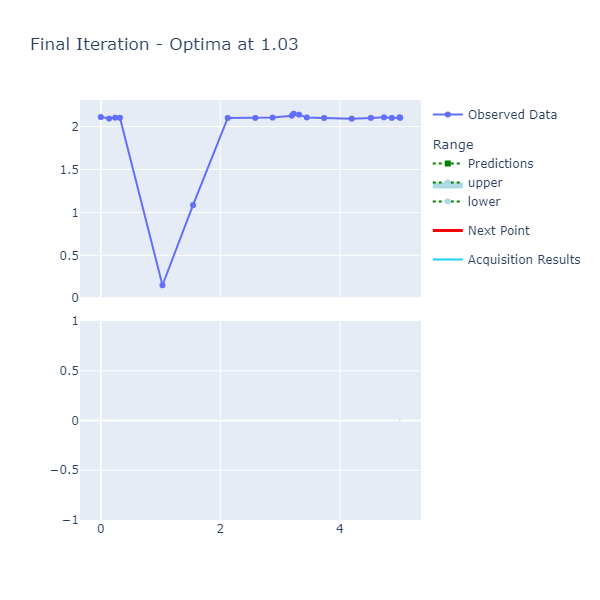 Final Iteration - Optima at 1.03
2
1.5
1
0.5
0
Observed Data
Range
Predictions
upper
lower
Next Point
Acquisition Results
1
0.5
0
−0.5
−1
0 2 4